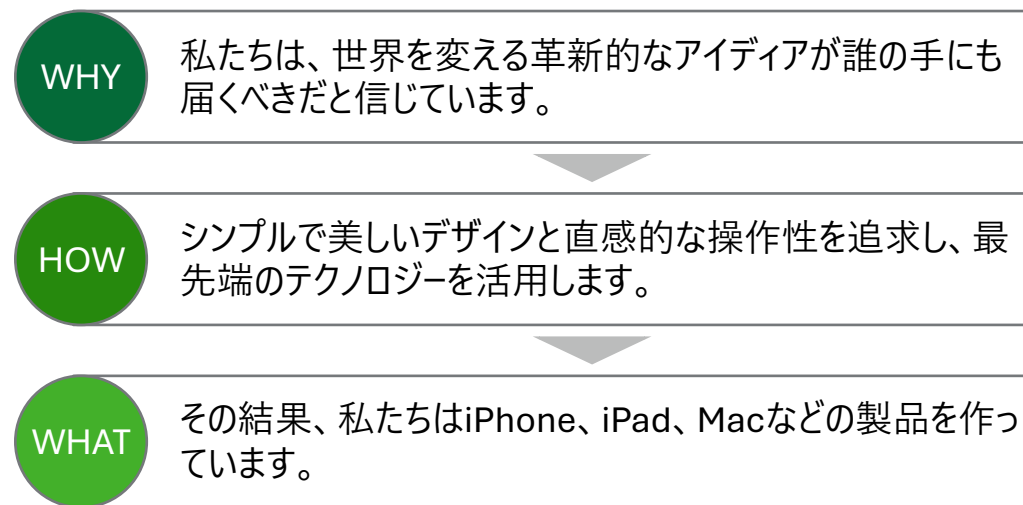 WHY
私たちは、世界を変える革新的なアイディアが誰の手にも
届くべきだと信じています。
HOW
シンプルで美しいデザインと直感的な操作性を追求し、最
先端のテクノロジーを活用します。
WHAT
その結果、私たちはiPhone、iPad、Macなどの製品を作っ
ています。